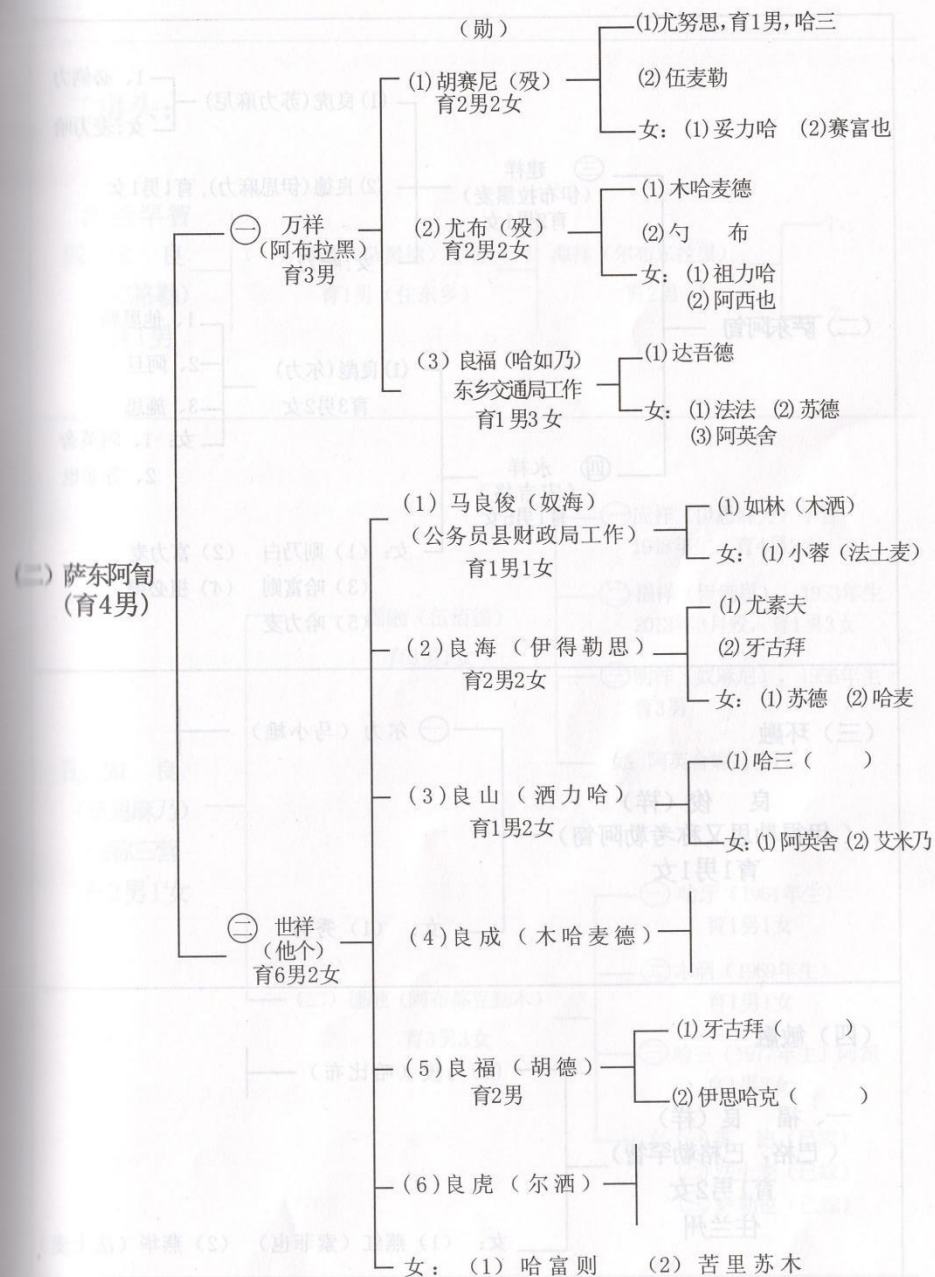 （勋）
(1)尤努思,育1男,哈三
(1)胡赛尼（殁）
育2男2女
(2)伍麦勒
女：(1)妥力哈 (2)赛富也
㊀ 万祥
（阿布拉黑）
育3男
(2)尤布（殁）
育2男2女
(1)木哈麦德
(2)勺 布
女：(1)祖力哈
(2)阿西也
(3)良福（哈如乃）
东乡交通局工作
育1男3女
(1)达吾德
女：(1)法法 (2)苏德
(3)阿英舍
(二) 萨东阿訇
（育4男）
(1)马良俊（奴海）
（公务员县财政局工作）
育1男1女
(1)如林（木洒）
女：(1)小蓉（法土麦）
(2)良海（伊得勒思）
育2男2女
(1)尤素夫
(2)牙古拜
女：(1)苏德 (2)哈麦
(3)良山（洒力哈）
育1男2女
(1)哈三（ ）
女:(1)阿英舍 (2)艾米乃
㊁ 世祥
（他个）
育6男2女
(4)良成（木哈麦德）
(5)良福（胡德）
育2男
(1)牙古拜（ ）
(2)伊思哈克（ ）
(6)良虎（尔洒）
女：（1）哈富则 （2）苦里苏木